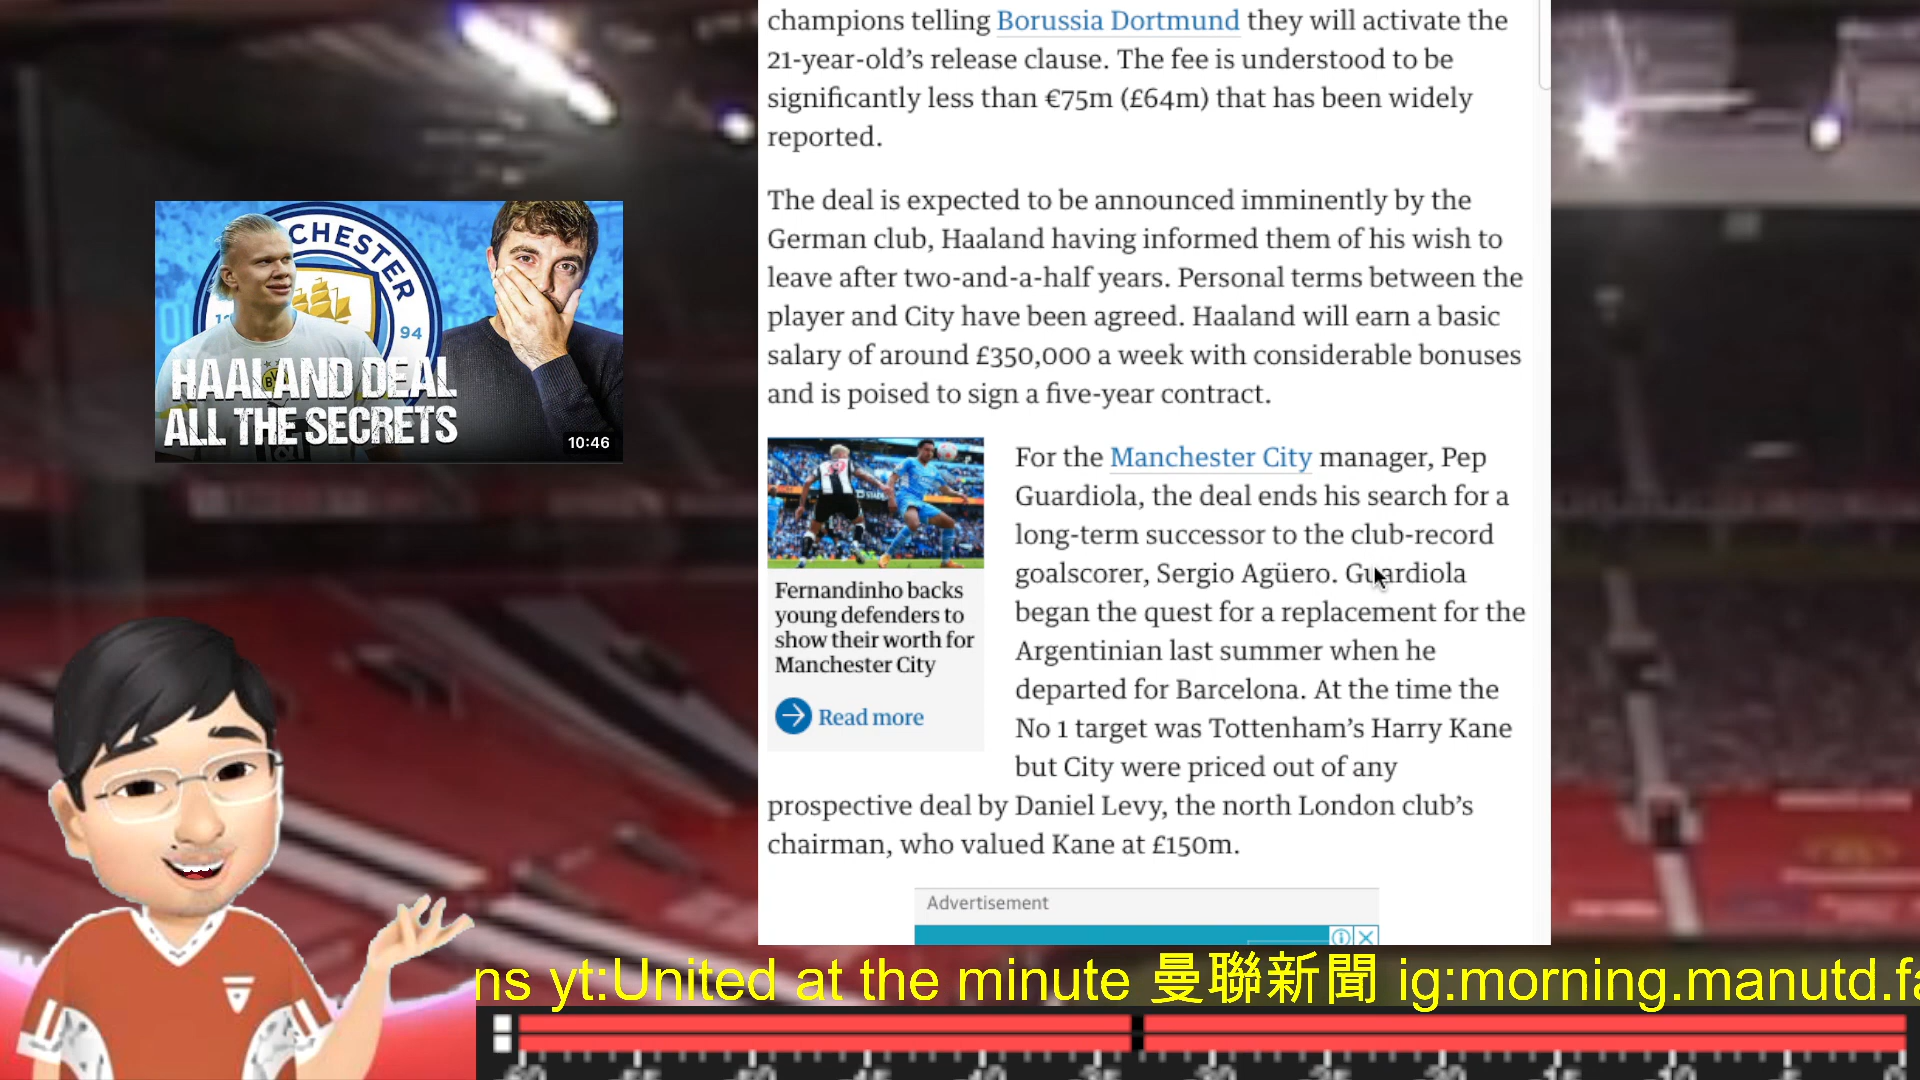 champions telling Borussia Dortmund they will activate the
21-year-old’s release clause. The fee is understood to be
significantly less than €75m (£64m) that has been widely
reported.
The deal is expected to be announced imminently by the
German club, Haaland having informed them of his wish to
leave after two-and-a-half years. Personal terms between the
player and City have been agreed. Haaland will earn a basic
salary of around £350,000 a week with considerable bonuses
and is poised to sign a five-year contract.
CHESTER
94
HAALAND DEAL
ALL THE SECRETS
10:46
For the Manchester City manager, Pep
Guardiola, the deal ends his search for a
long-term successor to the club-record
goalscorer, Sergio Agüero. Guardiola
began the quest for a replacement for the
Argentinian last summer when he
departed for Barcelona. At the time the
No 1 target was Tottenham’s Harry Kane
but City were priced out of any
prospective deal by Daniel Levy, the north London club’s
chairman, who valued Kane at £150m.
Fernandinho backs
young defenders to
show their worth for
Manchester City
Read more
Advertisement
ns yt:United at the minute 曼聯新聞 ig:morning.manutd.fa